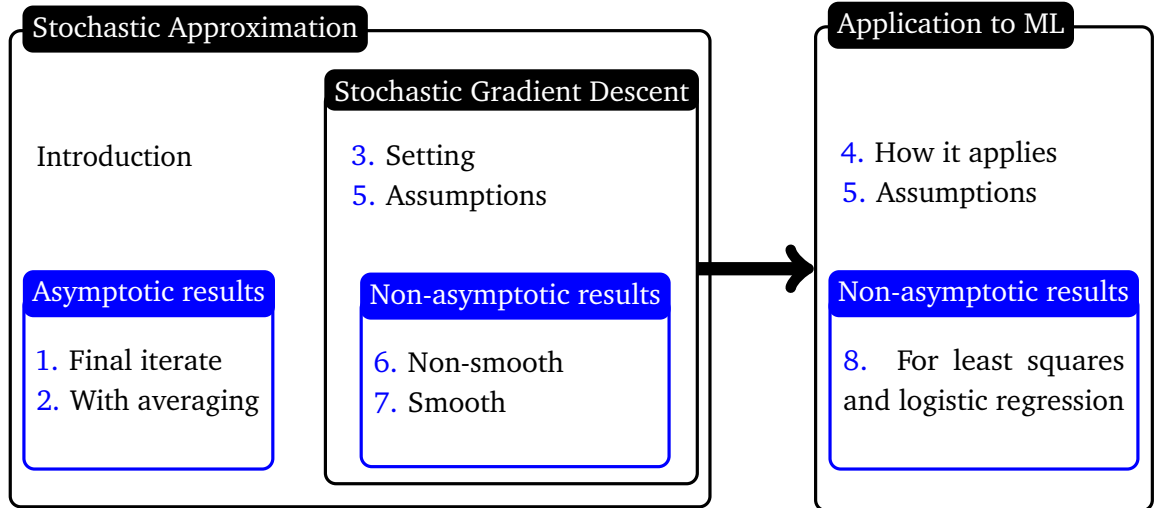 Stochastic Approximation
Introduction
Asymptotic results
1. Final iterate
2. With averaging
Stochastic Gradient Descent
3. Setting
5. Assumptions
Non-asymptotic results
6. Non-smooth
7. Smooth
Application to ML
4. How it applies
5. Assumptions
Non-asymptotic results
8. For least squares
and logistic regression